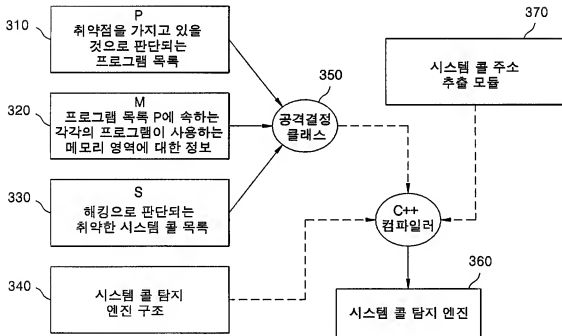 310
P
취약점을 가지고 있을
것으로 판단되는
프로그램 목록
320
M
프로그램 목록 P에 속하는
각각의 프로그램이 사용하는
메모리 영역에 대한 정보
330
S
해킹으로 판단되는
취약한 시스템 콜 목록
340
시스템 콜 탐지
엔진 구조
350
공격결정
클래스
370
시스템 콜 주소
추출 모듈
C++
컴파일러
360
시스템 콜 탐지 엔진